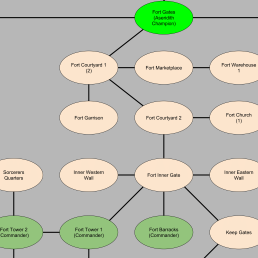 Fort Gates
(Asendith
Champion)
Fort Courtyard 1
(2)
Fort Marketplace
Fort Warehouse
1
Fort Garrison
Fort Courtyard 2
Fort Church
(1)
Sorcerers
Quarters
Inner Western
Wall
Fort Inner Gate
Inner Eastern
Wall
Fort Tower 2
(Commander)
Fort Tower 1
(Commander)
Fort Barracks
(Commander)
Keep Gates